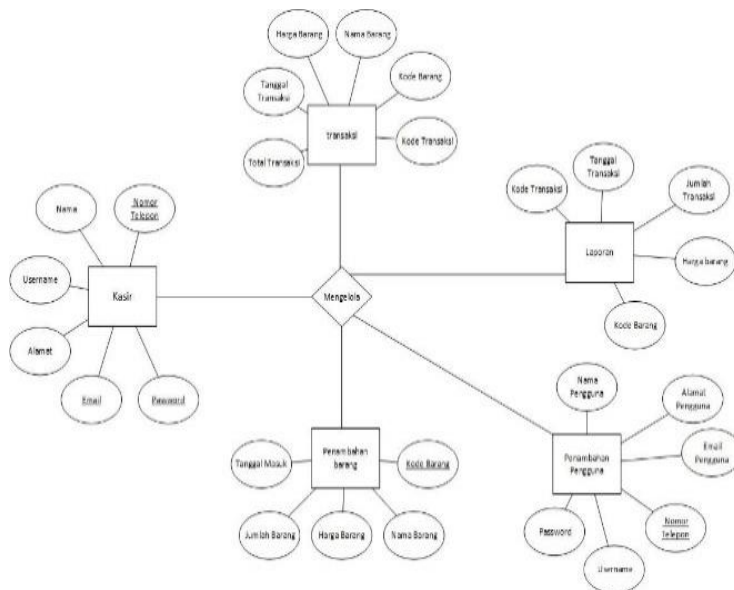 Harga Barang
Nama Barang
Tanggal
Transaksi
Kode Barang
transaksi
Kode Transaksi
Total Transaksi
Nama
Nomor
Telepon
Username
Kasir
Alamat
Email
Password
Mengelola
Kode Transaksi
Tanggal
Transaksi
Jumlah
Transaksi
Laporan
Harga barang
Kode Barang
Tanggal Masuk
Penambahan
barang
Kode Barang
Jumlah Barang
Harga Barang
Nama Barang
Nama
Pengguna
Alamat
Pengguna
Email
Pengguna
Penambahan
Pengguna
Password
Nomor
Telepon
Username